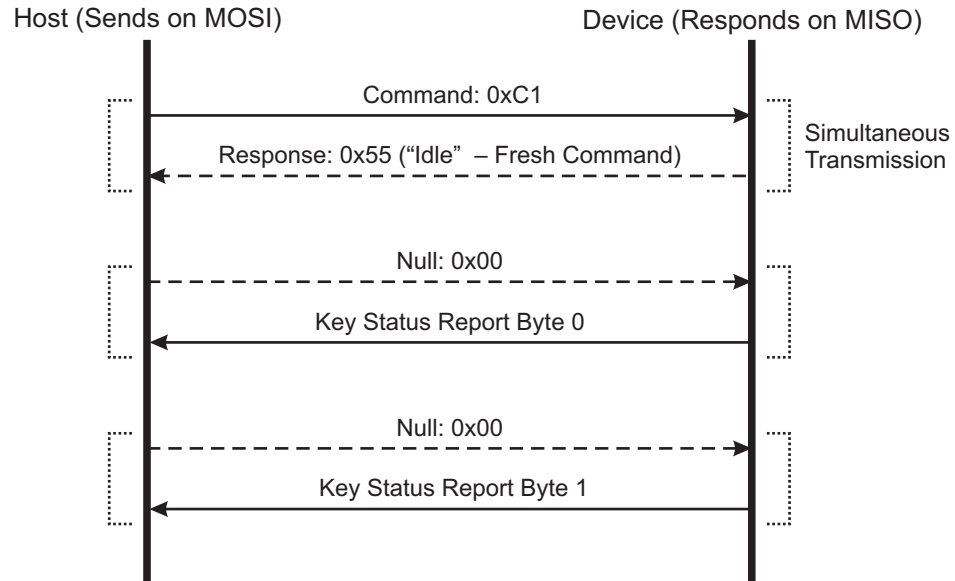 Host (Sends on MOSI)
Device (Responds on MISO)
Command: 0xC1
Response: 0x55 (“Idle” – Fresh Command)
Simultaneous
Transmission
Null: 0x00
Key Status Report Byte 0
Null: 0x00
Key Status Report Byte 1